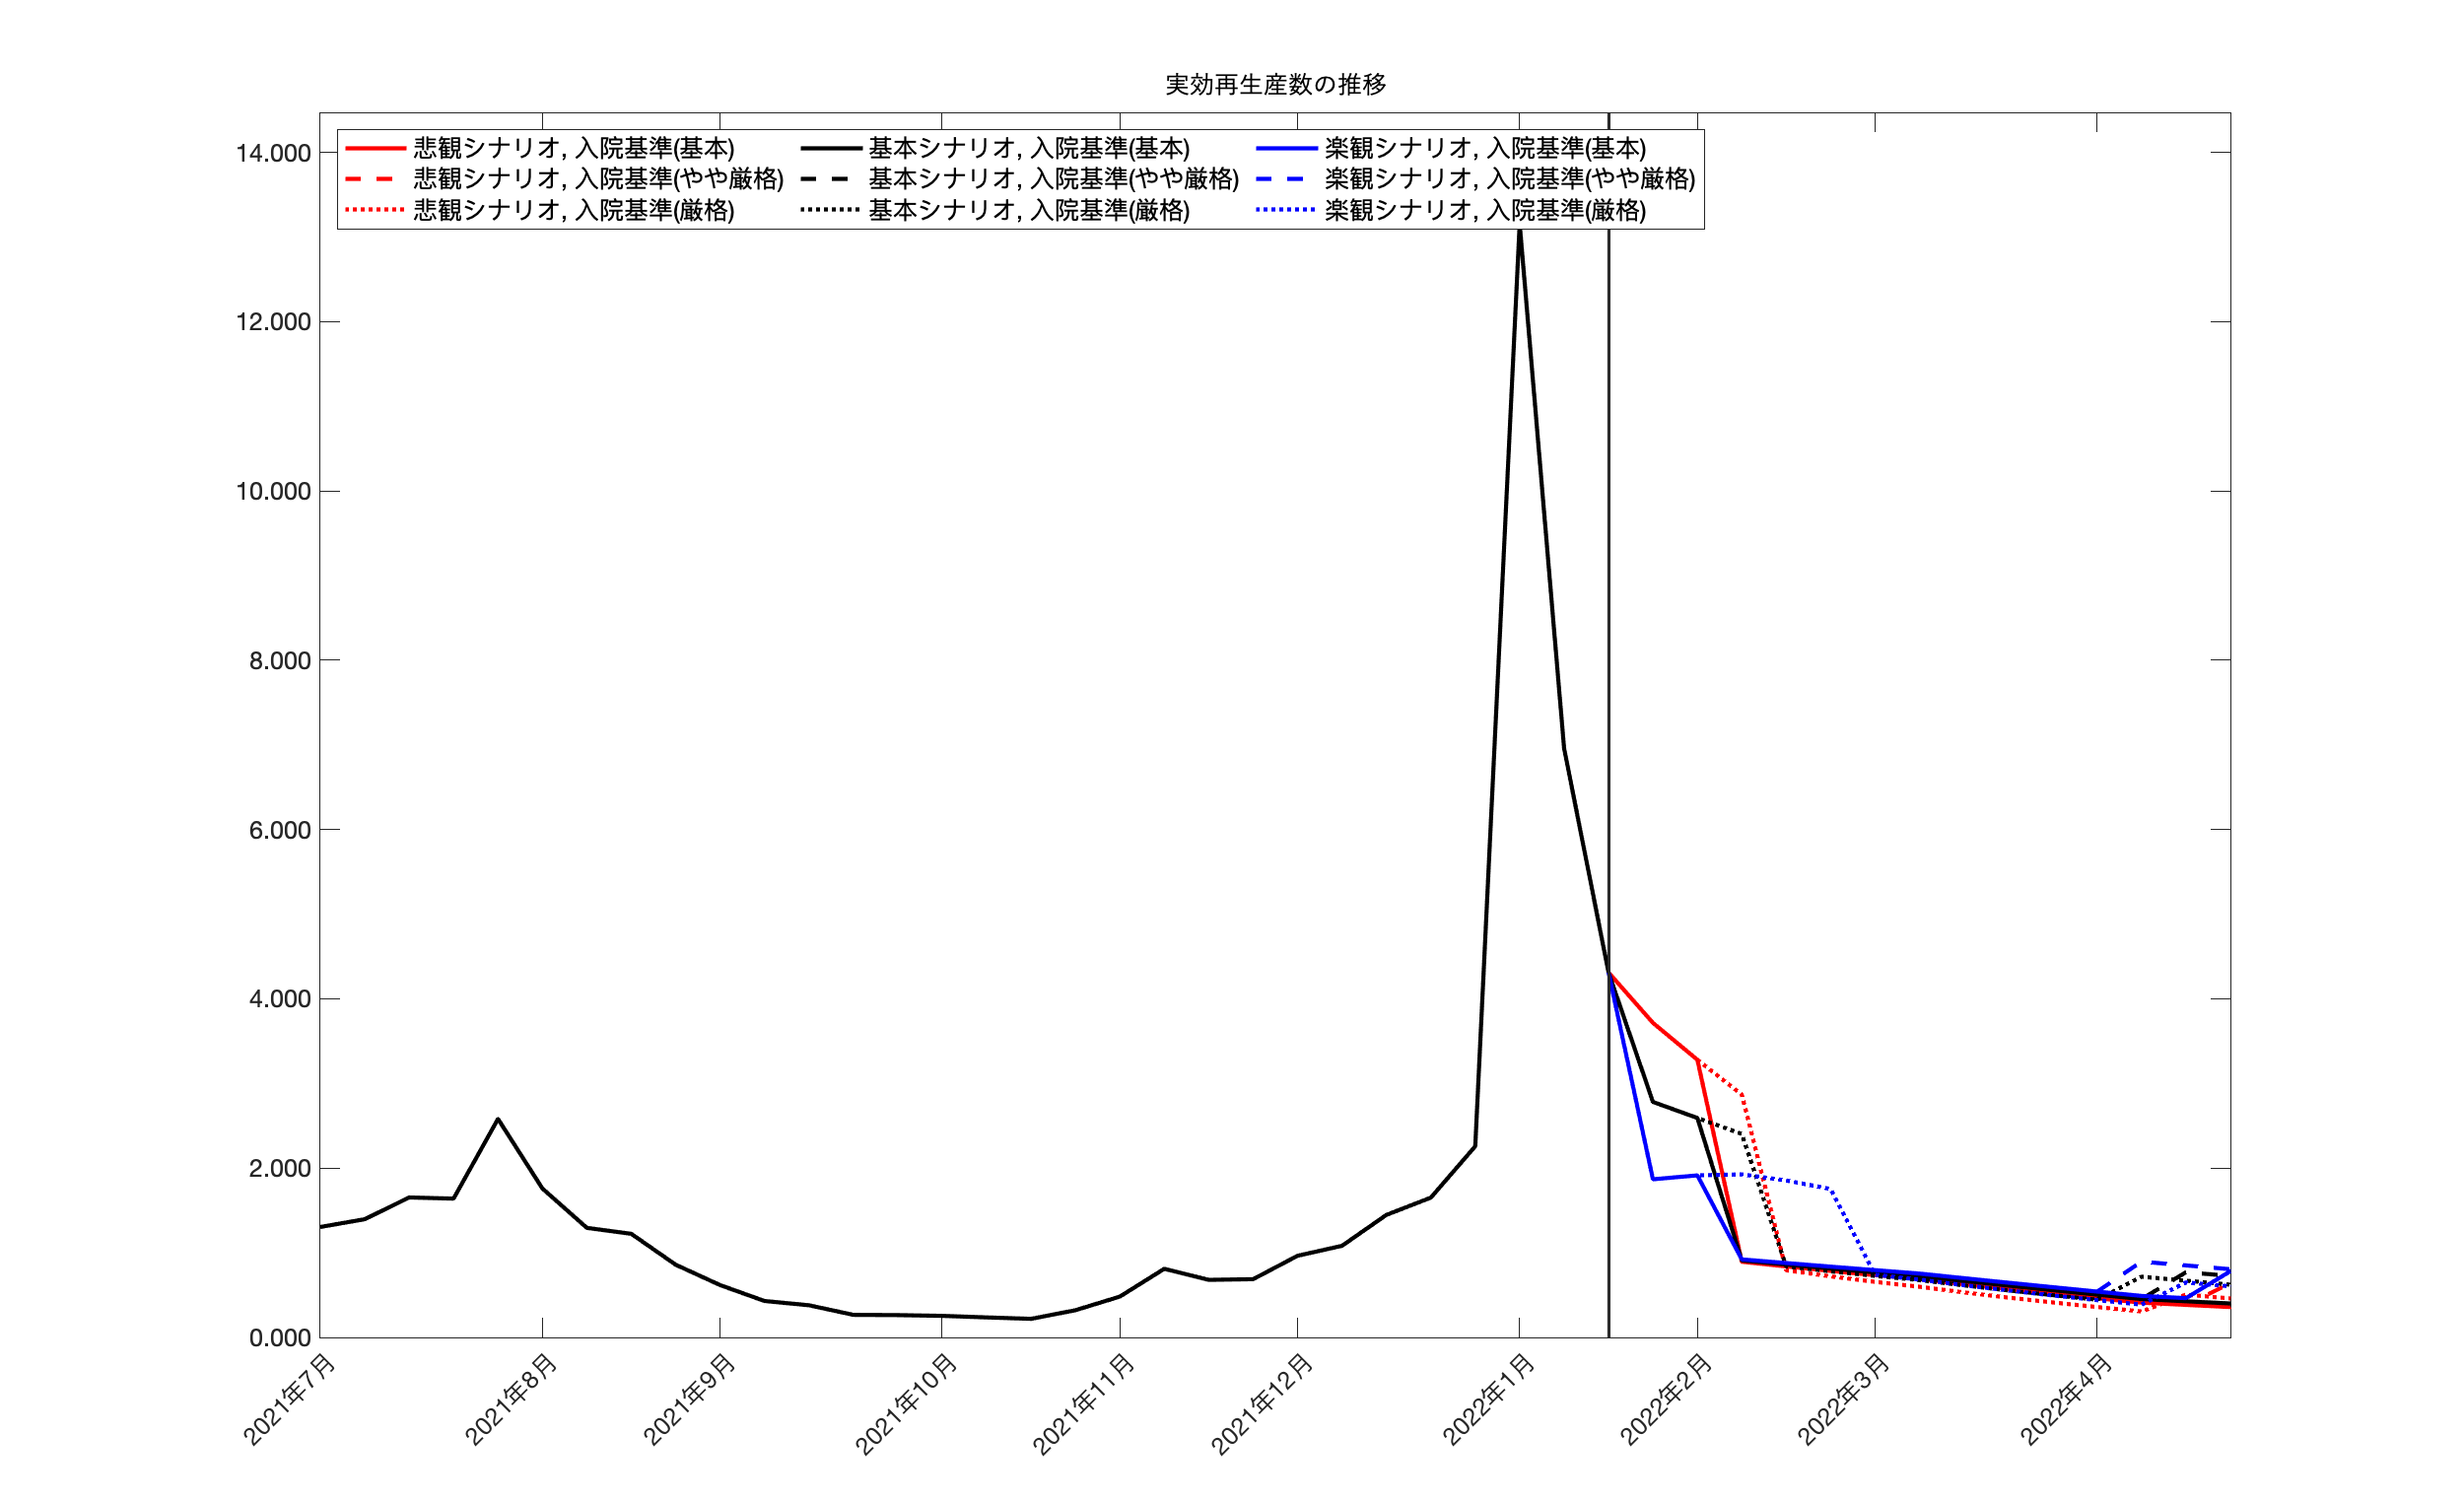 実効再生産数の推移
悲観シナリオ, 入院基準(基本)
悲観シナリオ, 入院基準(やや厳格)
悲観シナリオ, 入院基準(厳格)
基本シナリオ, 入院基準(基本)
基本シナリオ, 入院基準(やや厳格)
基本シナリオ, 入院基準(厳格)
楽観シナリオ, 入院基準(基本)
楽観シナリオ, 入院基準(やや厳格)
楽観シナリオ, 入院基準(厳格)
14.000
12.000
10.000
8.000
6.000
4.000
2.000
0.000
2021年7月
2021年8月
2021年9月
2021年10月
2021年11月
2021年12月
2022年1月
2022年2月
2022年3月
2022年4月